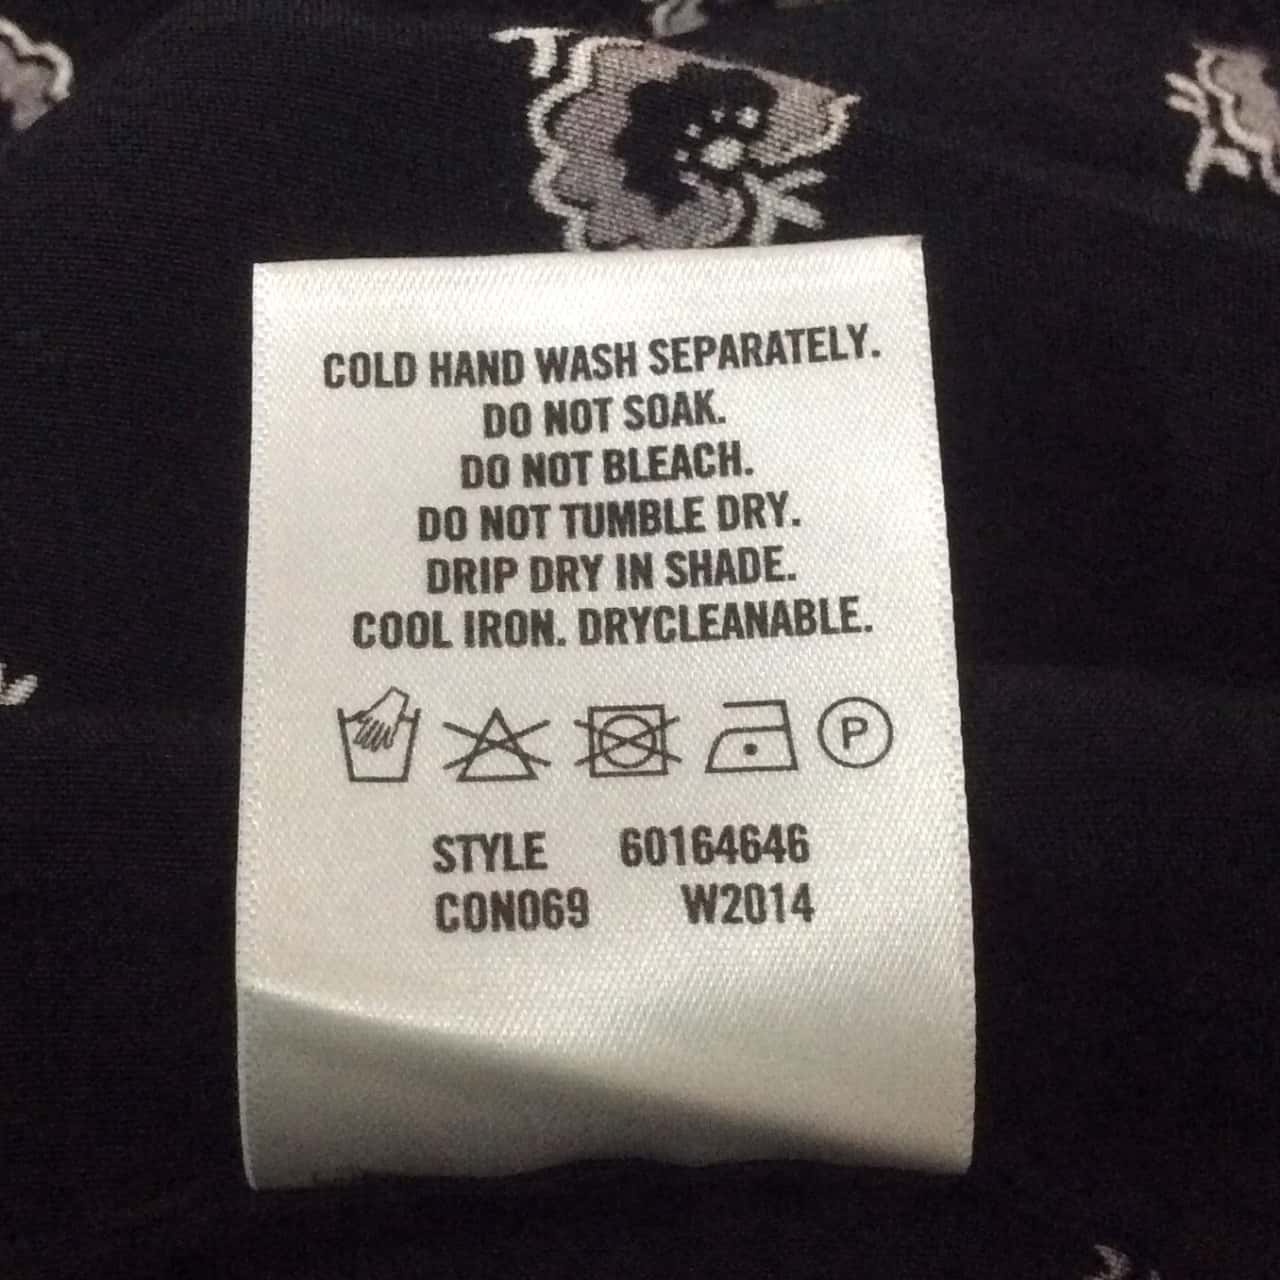 COLD HAND WASH SEPARATELY.
DO NOT SOAK.
DO NOT BLEACH.
DO NOT TUMBLE DRY.
DRIP DRY IN SHADE.
COOL IRON. DRYCLEANABLE.
P
STYLE 60164646
CON069 W2014